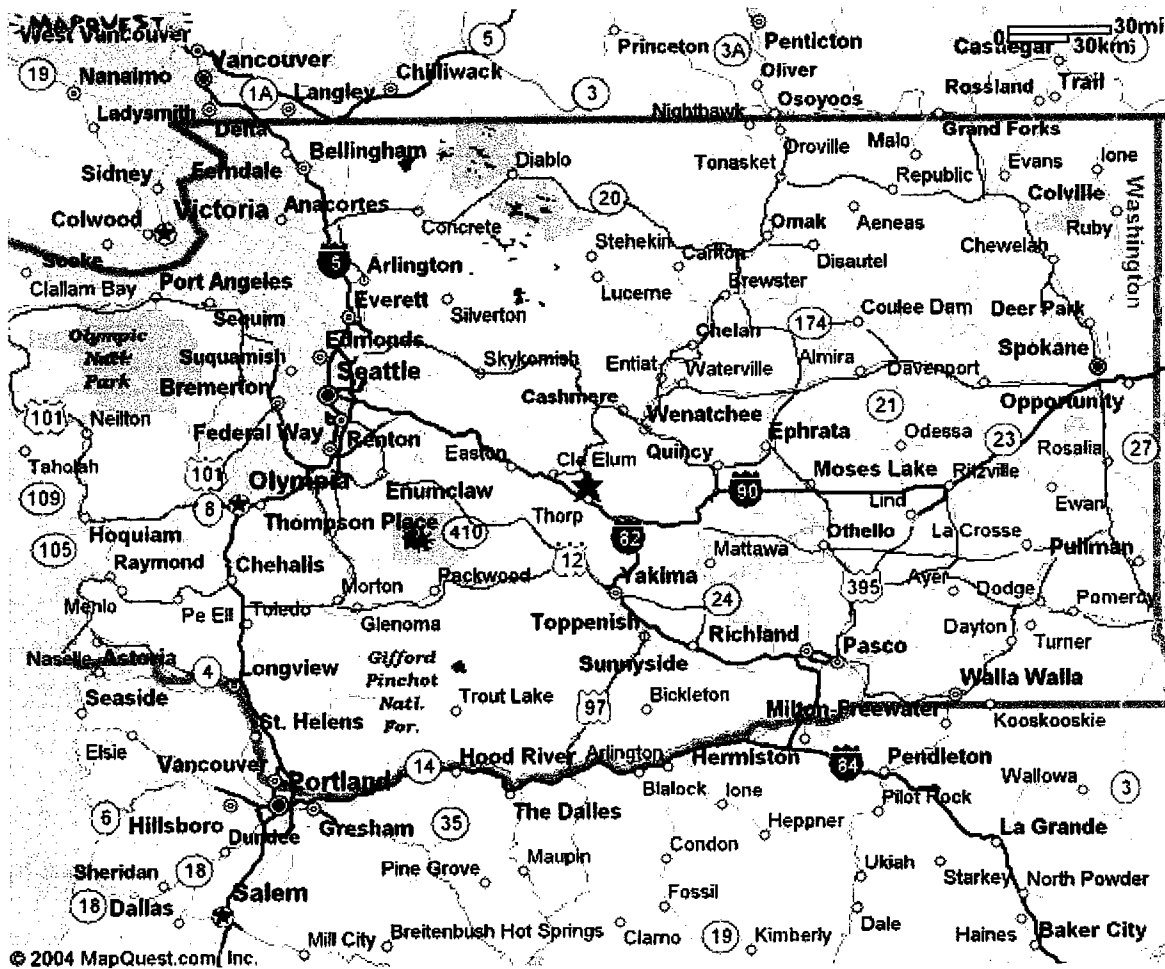 MAPQUEST
30mi
0
30km
West Vancouver
5
Princeton
3A
Penticton
Castlegar
19
Nanaimo
Vancouver
Chilliwack
Oliver
Rossland
Trail
1A
Langley
3
Ladysmith
Nighthawk
Osoyoos
Delta
Grand Forks
Ferndale
Bellingham
Diablo
Oroville
Malo
Evans
Ione
Sidney
Tonasket
Republic
Colville
Washington
Victoria
Anacortes
20
Colwood
Concrete
Omak
Aeneas
Ruby
Stehekin
Carlton
Disautel
Chewelah
Sooke
5
Arlington
Clallam Bay
Port Angeles
Lucerne
Brewster
Everett
Silverton
Coulee Dam
Deer Park
Sequim
Chelan
174
Olympic
Natl.
Park
Edmonds
Suquamish
Skykomish
Entiat
Almira
Spokane
Seattle
Waterville
Davenport
Bremerton
Cashmere
Opportunity
101
Neilton
Wenatchee
21
Federal Way
Renton
Ephrata
Odessa
23
Rosalia
27
Taholah
101
Easton
Cle Elum
Quincy
Moses Lake
Ritzville
Olympia
Enumclaw
90
109
8
Thorp
Lind
Ewan
Hoquiam
Thompson Place
410
82
Othello
La Crosse
105
Mattawa
Pullman
Raymond
Chehalis
12
Yakima
Morton
Packwood
395
Ayer
Dodge
Menlo
Pe Ell
Toledo
Glenoma
24
Pomeroy
Toppenish
Richland
Dayton
Turner
Naselle
Astoria
4
Longview
Gifford
Pinchot
Natl.
For.
Sunnyside
Pasco
Seaside
Trout Lake
97
Bickleton
Walla Walla
St. Helens
Milton-Freewater
Kooskooskie
Elsie
Vancouver
14
Hood River
Arlington
Hermiston
84
Pendleton
Portland
Blalock
Ione
Wallowa
3
6
Hillsboro
Gresham
35
The Dalles
Pilot Rock
Dundee
Heppner
La Grande
Sheridan
18
Pine Grove
Maupin
Condon
Ukiah
Starkey
North Powder
18
Dallas
Salem
Fossil
Dale
Mill City
Breitenbush Hot Springs
Clarno
19
Kimberly
Haines
Baker City
© 2004 MapQuest.com, Inc.